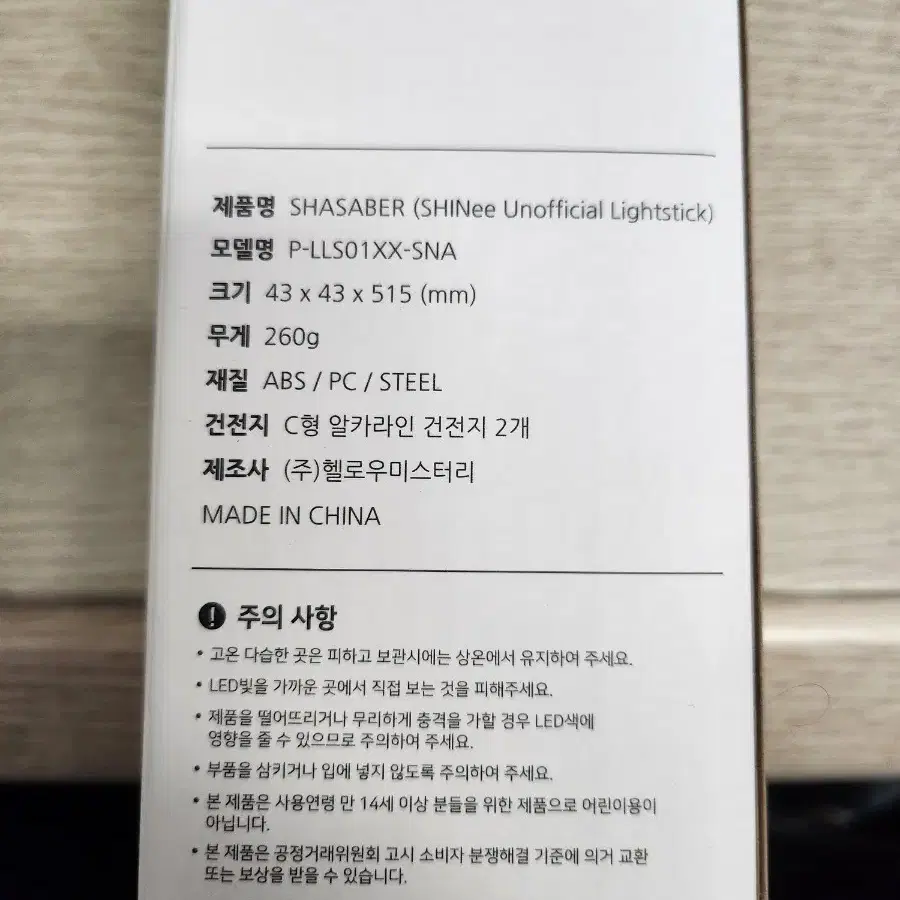 제품명 SHASABER (SHINee Unofficial Lightstick)
모델명 P-LLS01XX-SNA
크기 43 x 43 x 515 (mm)
무게 260g
재질 ABS / PC / STEEL
건전지 C형 알카라인 건전지 2개
제조사 (주)헬로우미스터리
MADE IN CHINA
! 주의 사항
• 고온 다습한 곳은 피하고 보관시에는 상온에서 유지하여 주세요.
• LED빛을 가까운 곳에서 직접 보는 것을 피해주세요.
• 제품을 떨어뜨리거나 무리하게 충격을 가할 경우 LED색에
영향을 줄 수 있으므로 주의하여 주세요.
• 부품을 삼키거나 입에 넣지 않도록 주의하여 주세요.
• 본 제품은 사용연령 만 14세 이상 분들을 위한 제품으로 어린이용이
아닙니다.
• 본 제품은 공정거래위원회 고시 소비자 분쟁해결 기준에 의거 교환
또는 보상을 받을 수 있습니다.